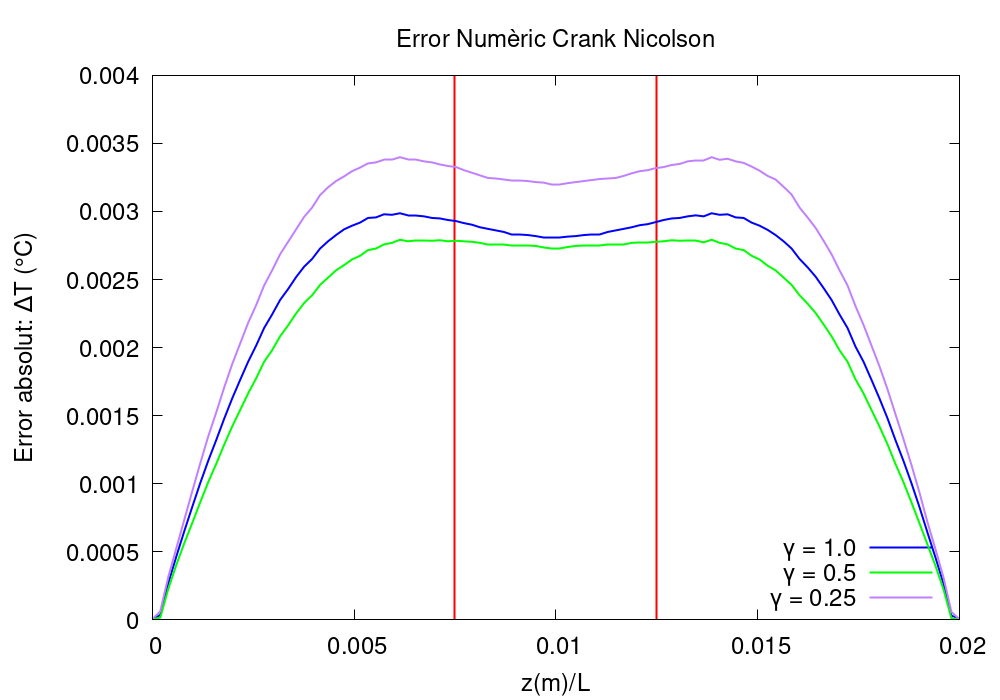 Error Numèric Crank Nicolson
0.004
0.0035
0.003
0.0025
0.002
0.0015
0.001
0.0005
0
Error absolut: ΔT (°C)
γ = 1.0
γ = 0.5
γ = 0.25
0 0.005 0.01 0.015 0.02
z(m)/L